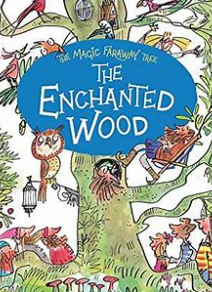 THE MAGIC FARAWAY TREE
THE
ENCHANTED
WOOD